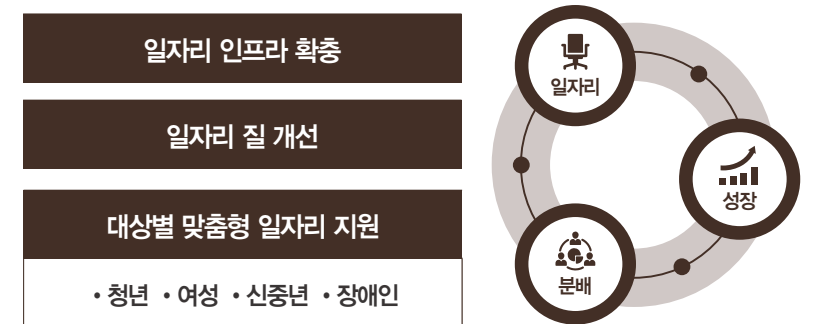 일자리 인프라 확충
일자리 질 개선
대상별 맞춤형 일자리 지원
• 청년 • 여성 • 신중년 • 장애인
일자리
성장
분배